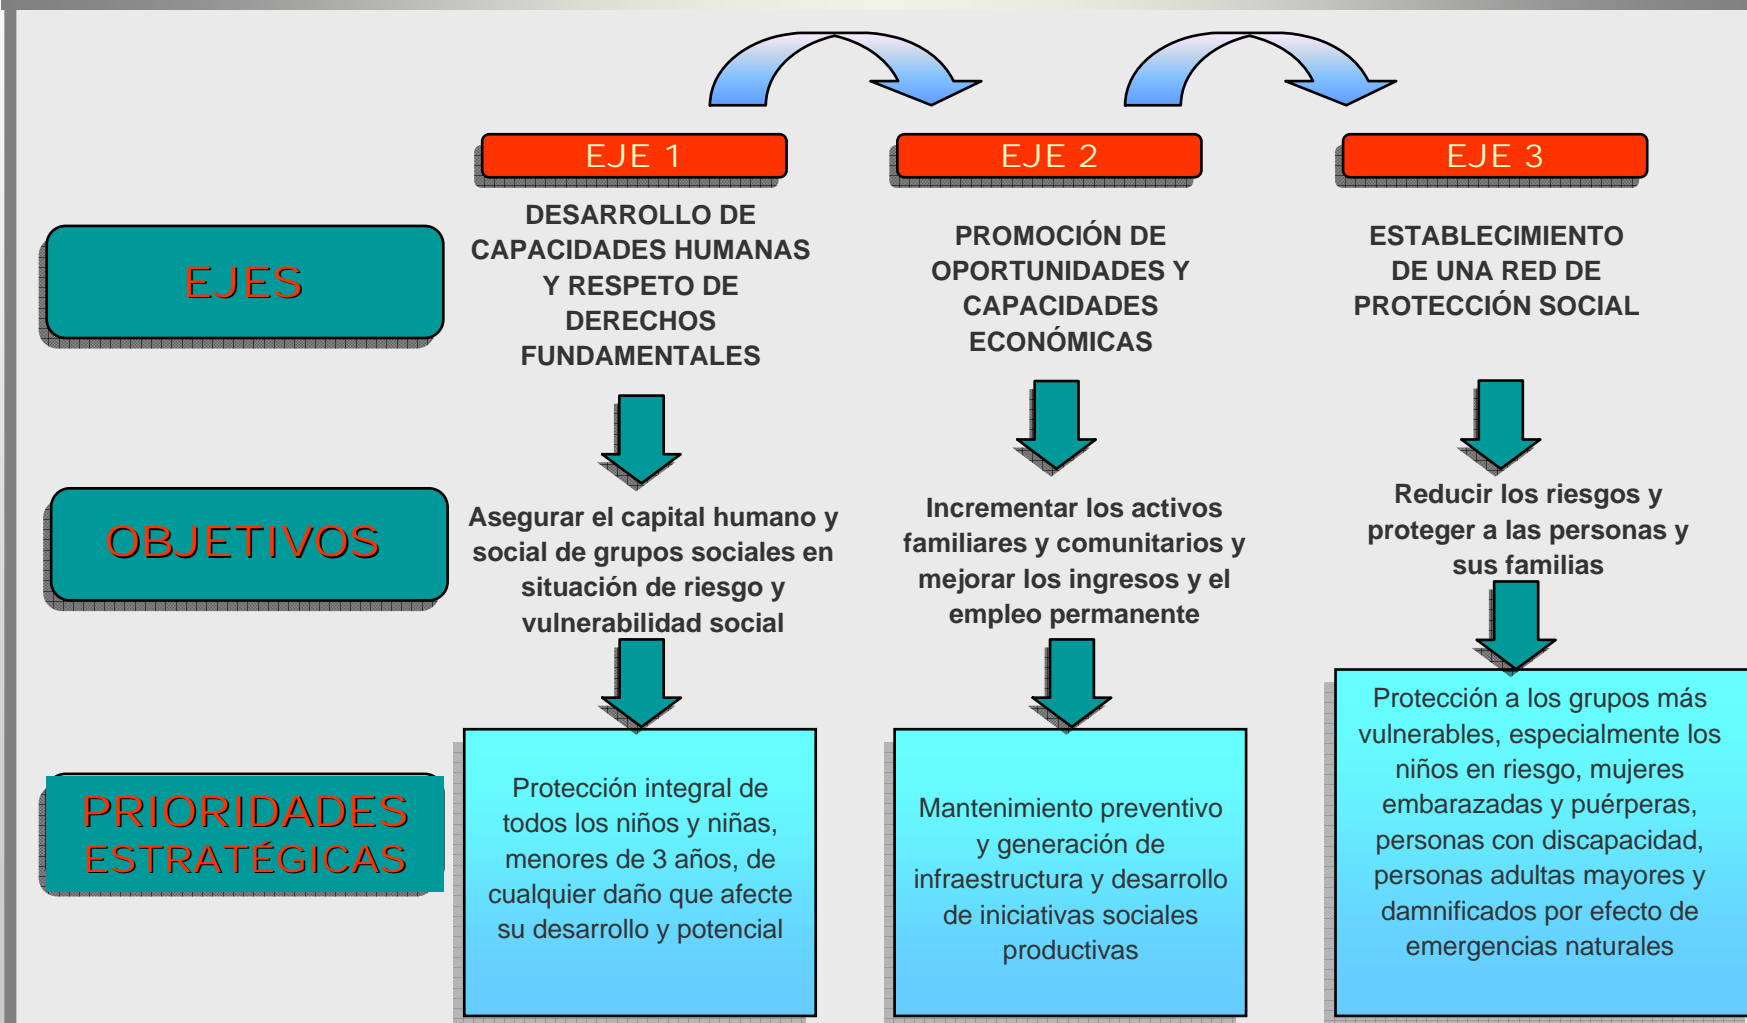 EJE 1
EJE 2
EJE 3
EJES
DESARROLLO DE
CAPACIDADES HUMANAS
Y RESPETO DE
DERECHOS
FUNDAMENTALES
PROMOCIÓN DE
OPORTUNIDADES Y
CAPACIDADES
ECONÓMICAS
ESTABLECIMIENTO
DE UNA RED DE
PROTECCIÓN SOCIAL
OBJETIVOS
Asegurar el capital humano y
social de grupos sociales en
situación de riesgo y
vulnerabilidad social
Incrementar los activos
familiares y comunitarios y
mejorar los ingresos y el
empleo permanente
Reducir los riesgos y
proteger a las personas y
sus familias
PRIORIDADES
ESTRATÉGICAS
Protección integral de
todos los niños y niñas,
menores de 3 años, de
cualquier daño que afecte
su desarrollo y potencial
Mantenimiento preventivo
y generación de
infraestructura y desarrollo
de iniciativas sociales
productivas
Protección a los grupos más
vulnerables, especialmente los
niños en riesgo, mujeres
embarazadas y puérperas,
personas con discapacidad,
personas adultas mayores y
damnificados por efecto de
emergencias naturales